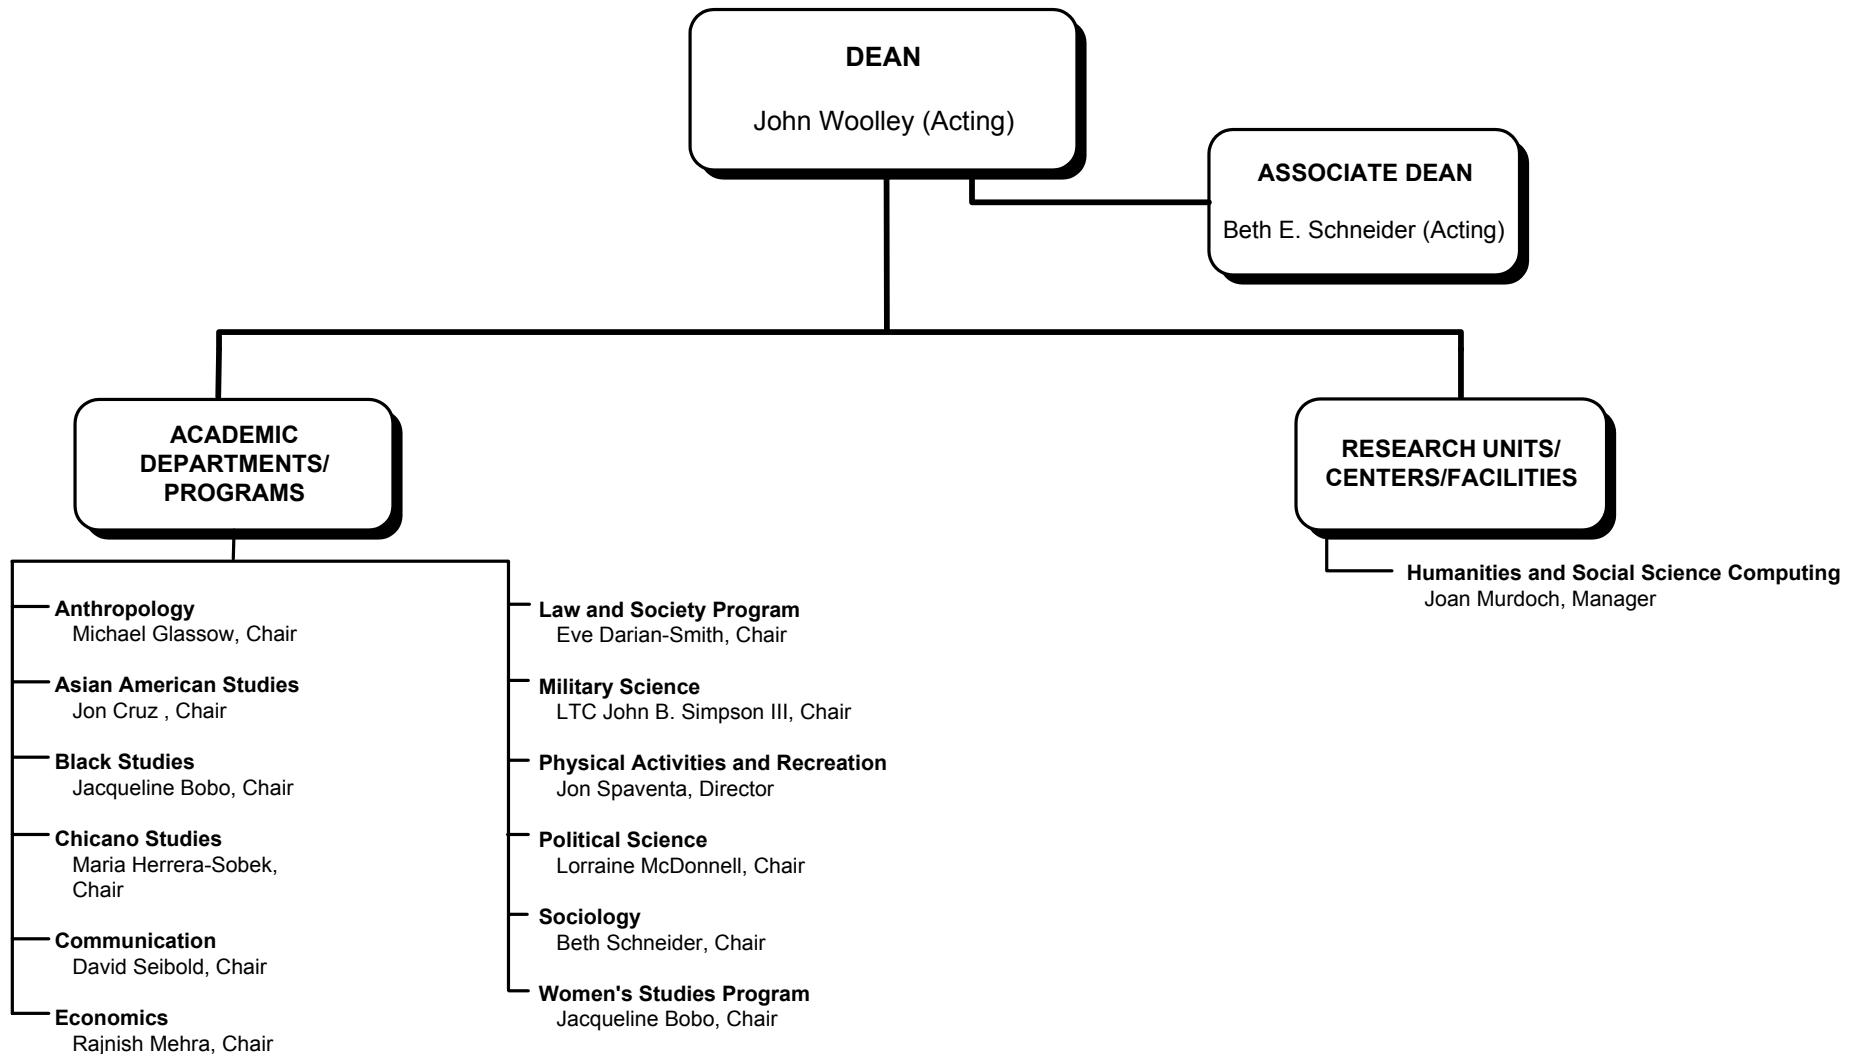 DEAN
John Woolley (Acting)
ASSOCIATE DEAN
Beth E. Schneider (Acting)
ACADEMIC
DEPARTMENTS/
PROGRAMS
RESEARCH UNITS/
CENTERS/FACILITIES
Anthropology
Michael Glassow, Chair
Asian American Studies
Jon Cruz , Chair
Black Studies
Jacqueline Bobo, Chair
Chicano Studies
Maria Herrera-Sobek,
Chair
Communication
David Seibold, Chair
Economics
Rajnish Mehra, Chair
Law and Society Program
Eve Darian-Smith, Chair
Military Science
LTC John B. Simpson III, Chair
Physical Activities and Recreation
Jon Spaventa, Director
Political Science
Lorraine McDonnell, Chair
Sociology
Beth Schneider, Chair
Women's Studies Program
Jacqueline Bobo, Chair
Humanities and Social Science Computing
Joan Murdoch, Manager